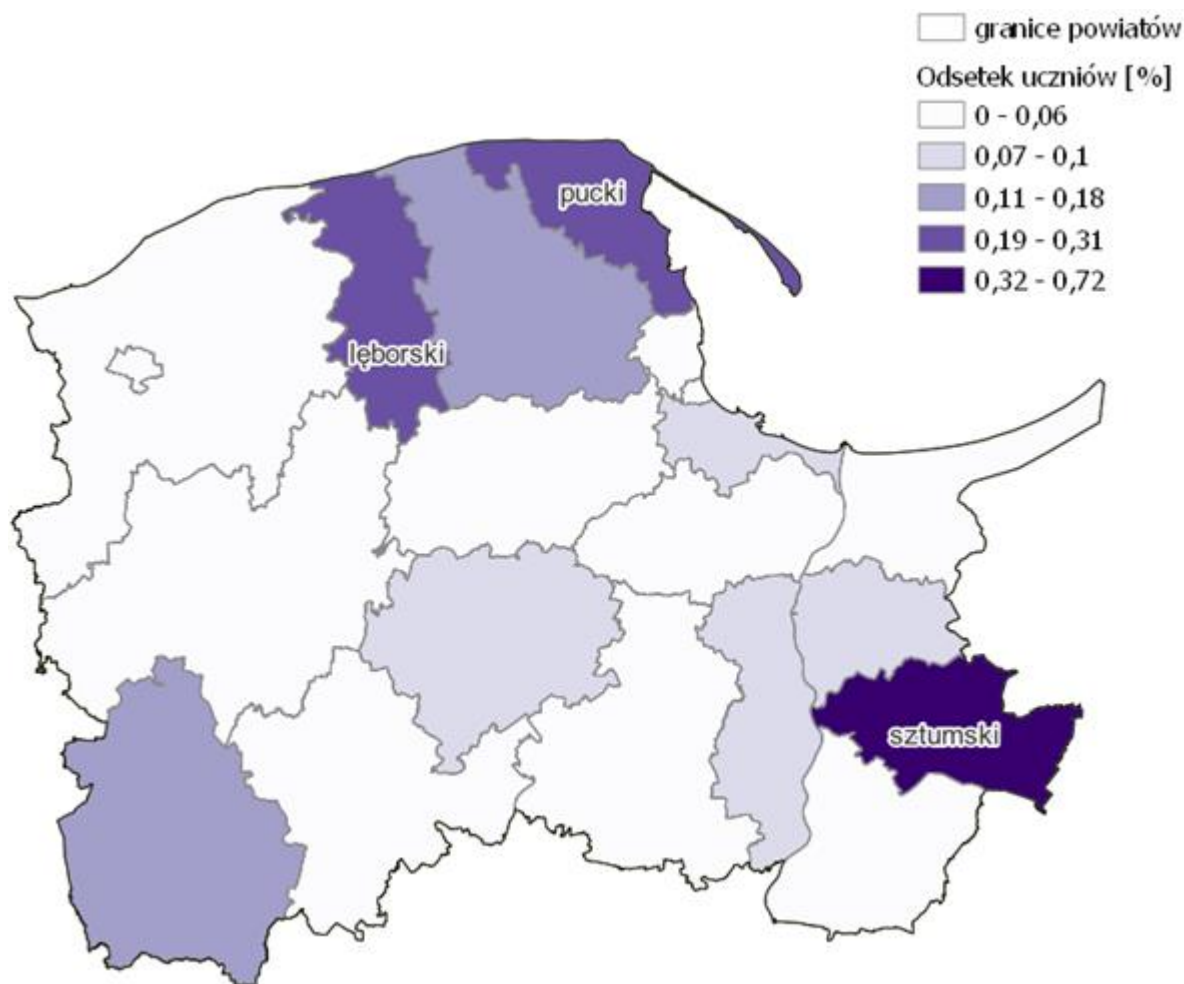 granice powiatów
Odsetek uczniów [%]
0 - 0,06
0,07 - 0,1
0,11 - 0,18
0,19 - 0,31
0,32 - 0,72
pucki
lęborski
sztumski